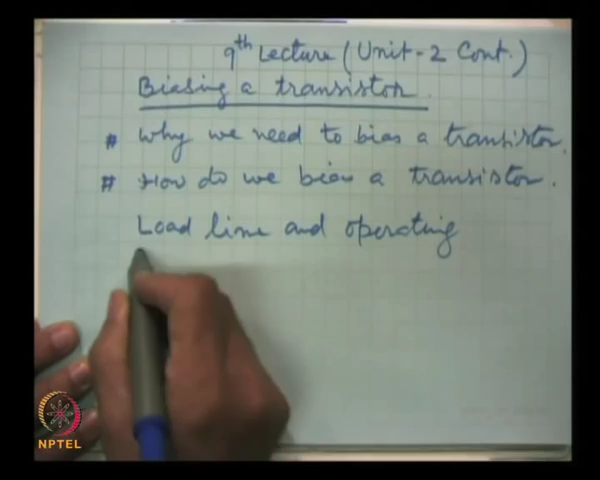 9th Lecture (Unit-2 Cont.)
Biasing a transistor.
# Why we need to bias a transistor.
# How do we bias a transistor.
Load line and operating
NPTEL